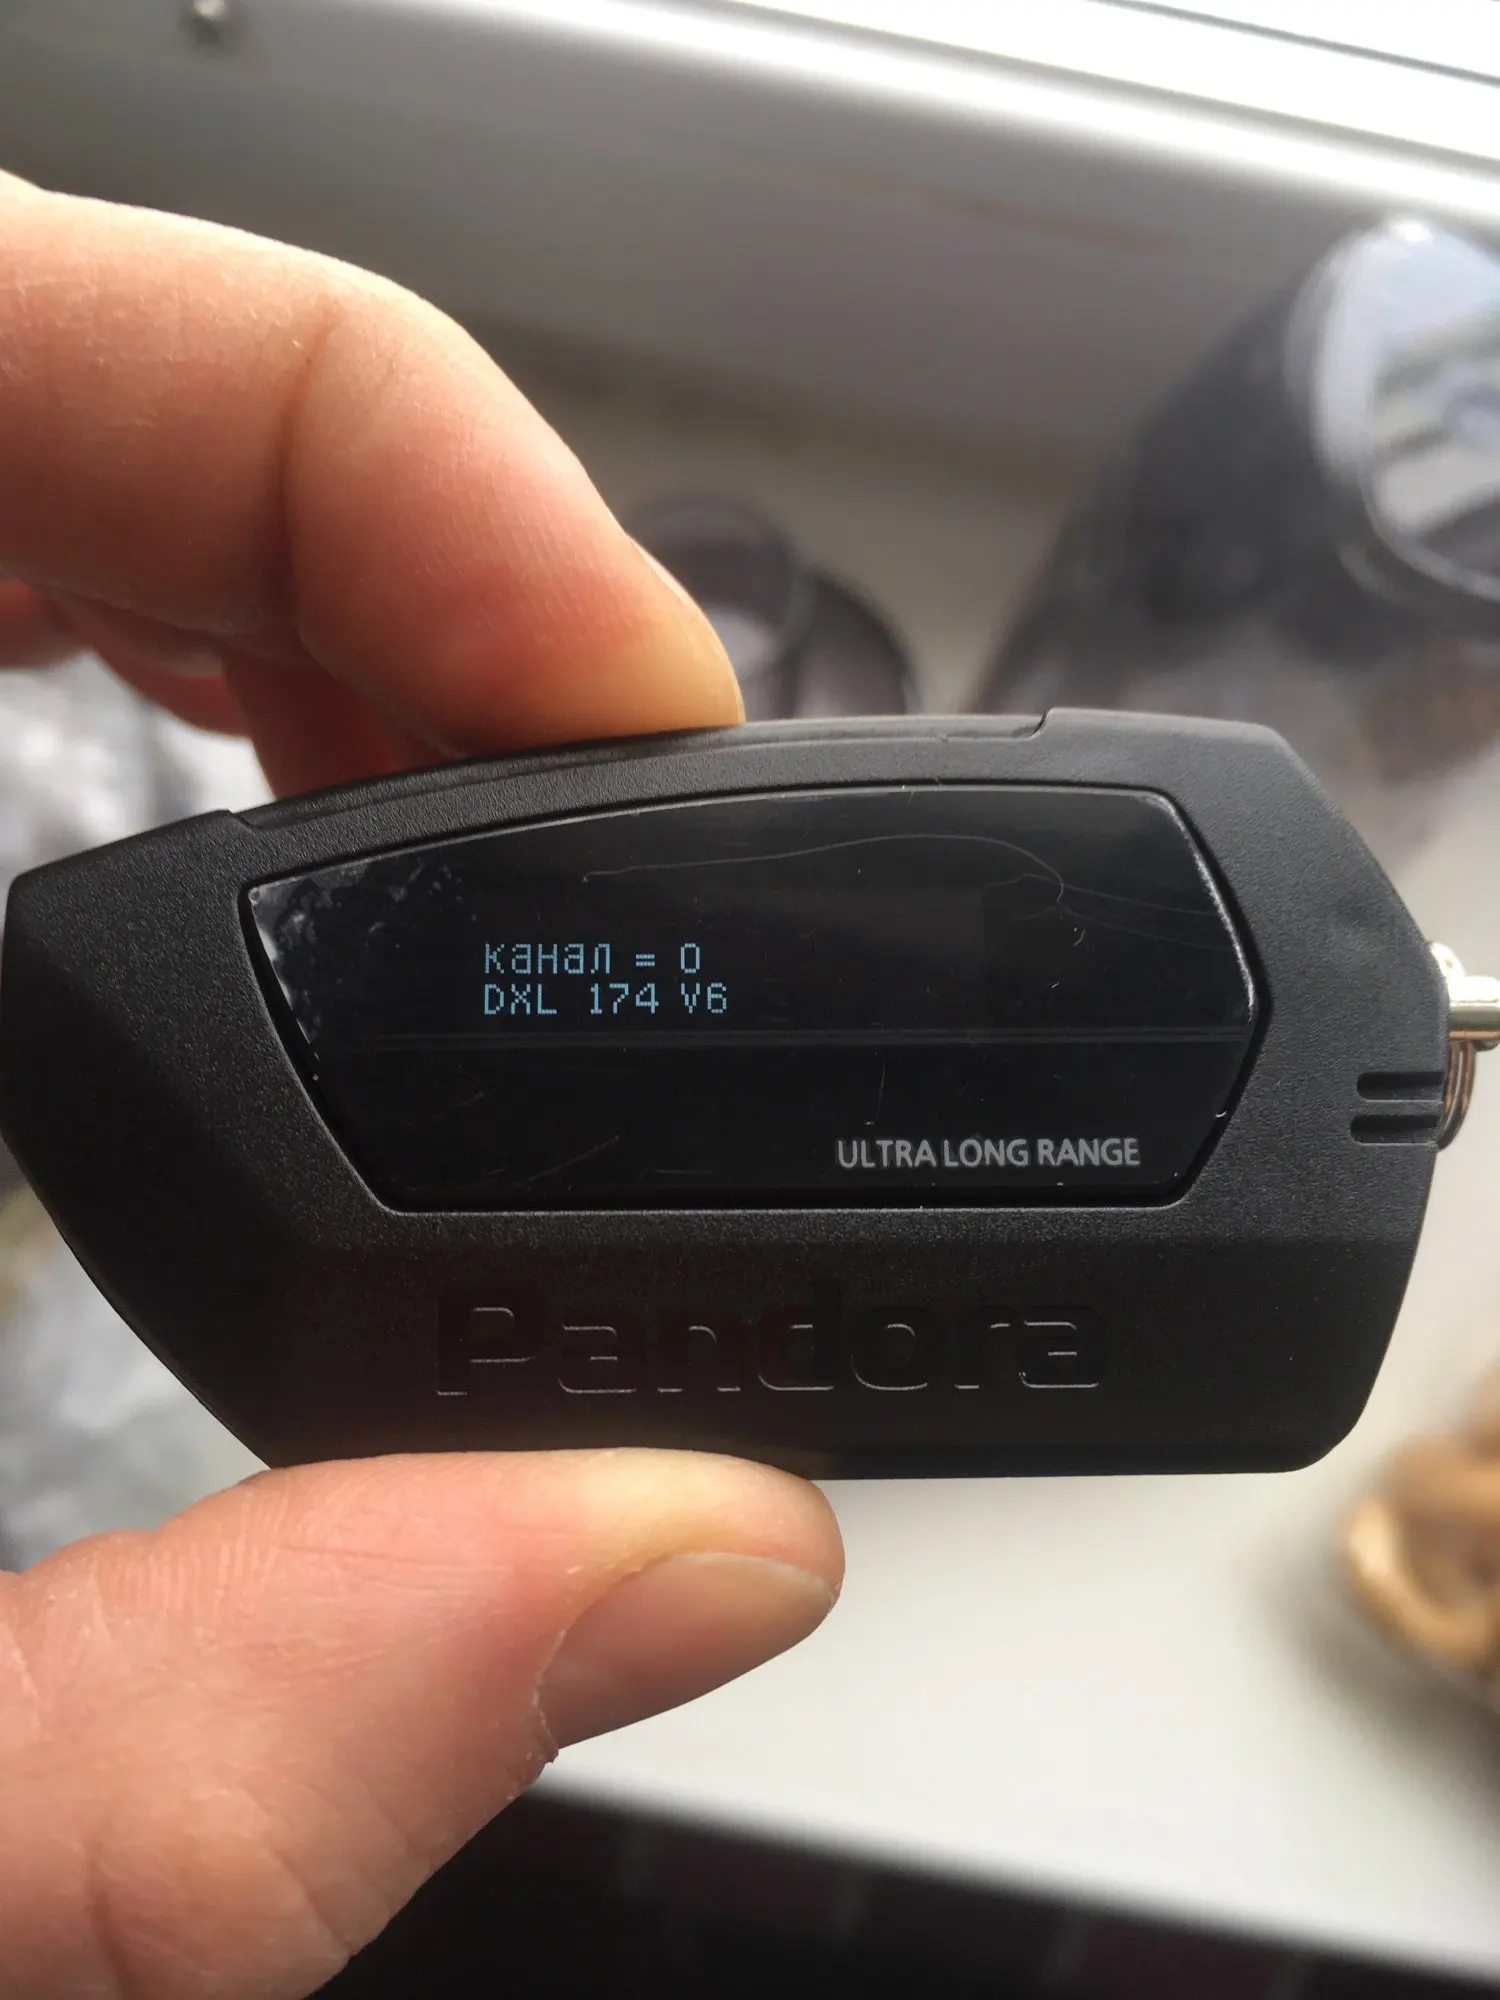 канал = 0
DXL 174 V6
ULTRA LONG RANGE
Pandora